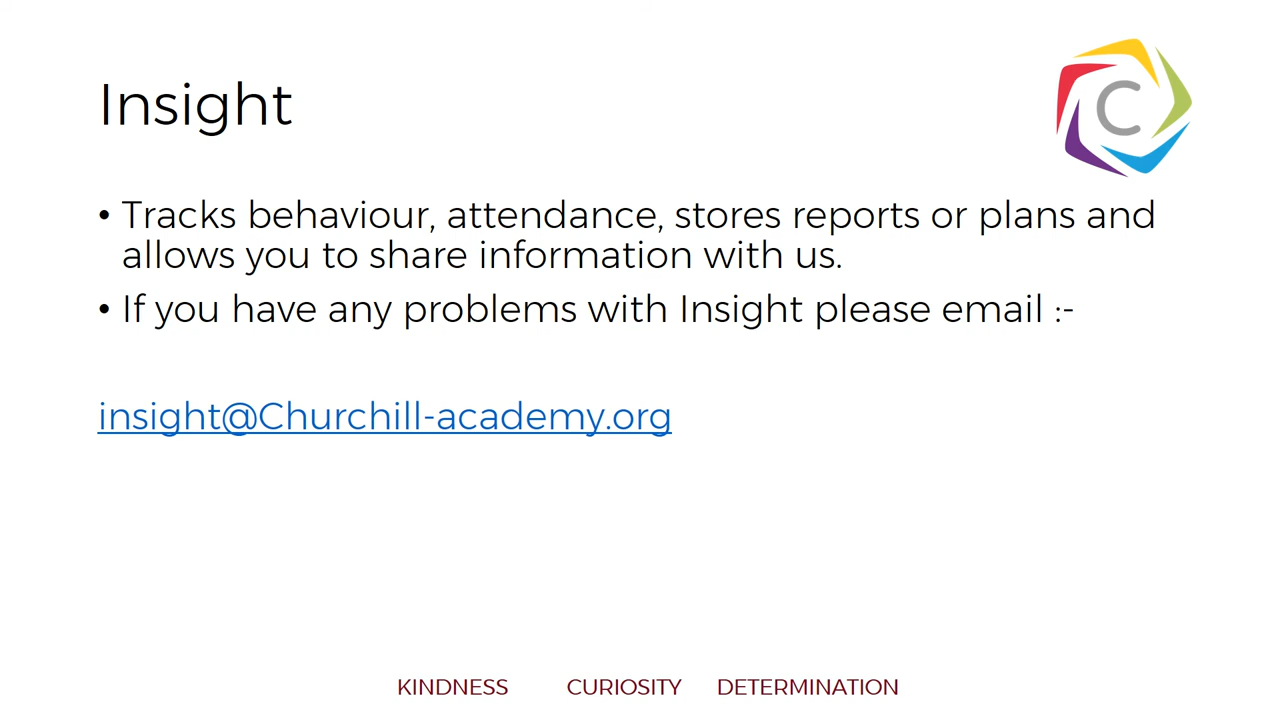 Insight
C
• Tracks behaviour, attendance, stores reports or plans and
allows you to share information with us.
• If you have any problems with Insight please email :-
insight@Churchill-academy.org
KINDNESS CURIOSITY DETERMINATION